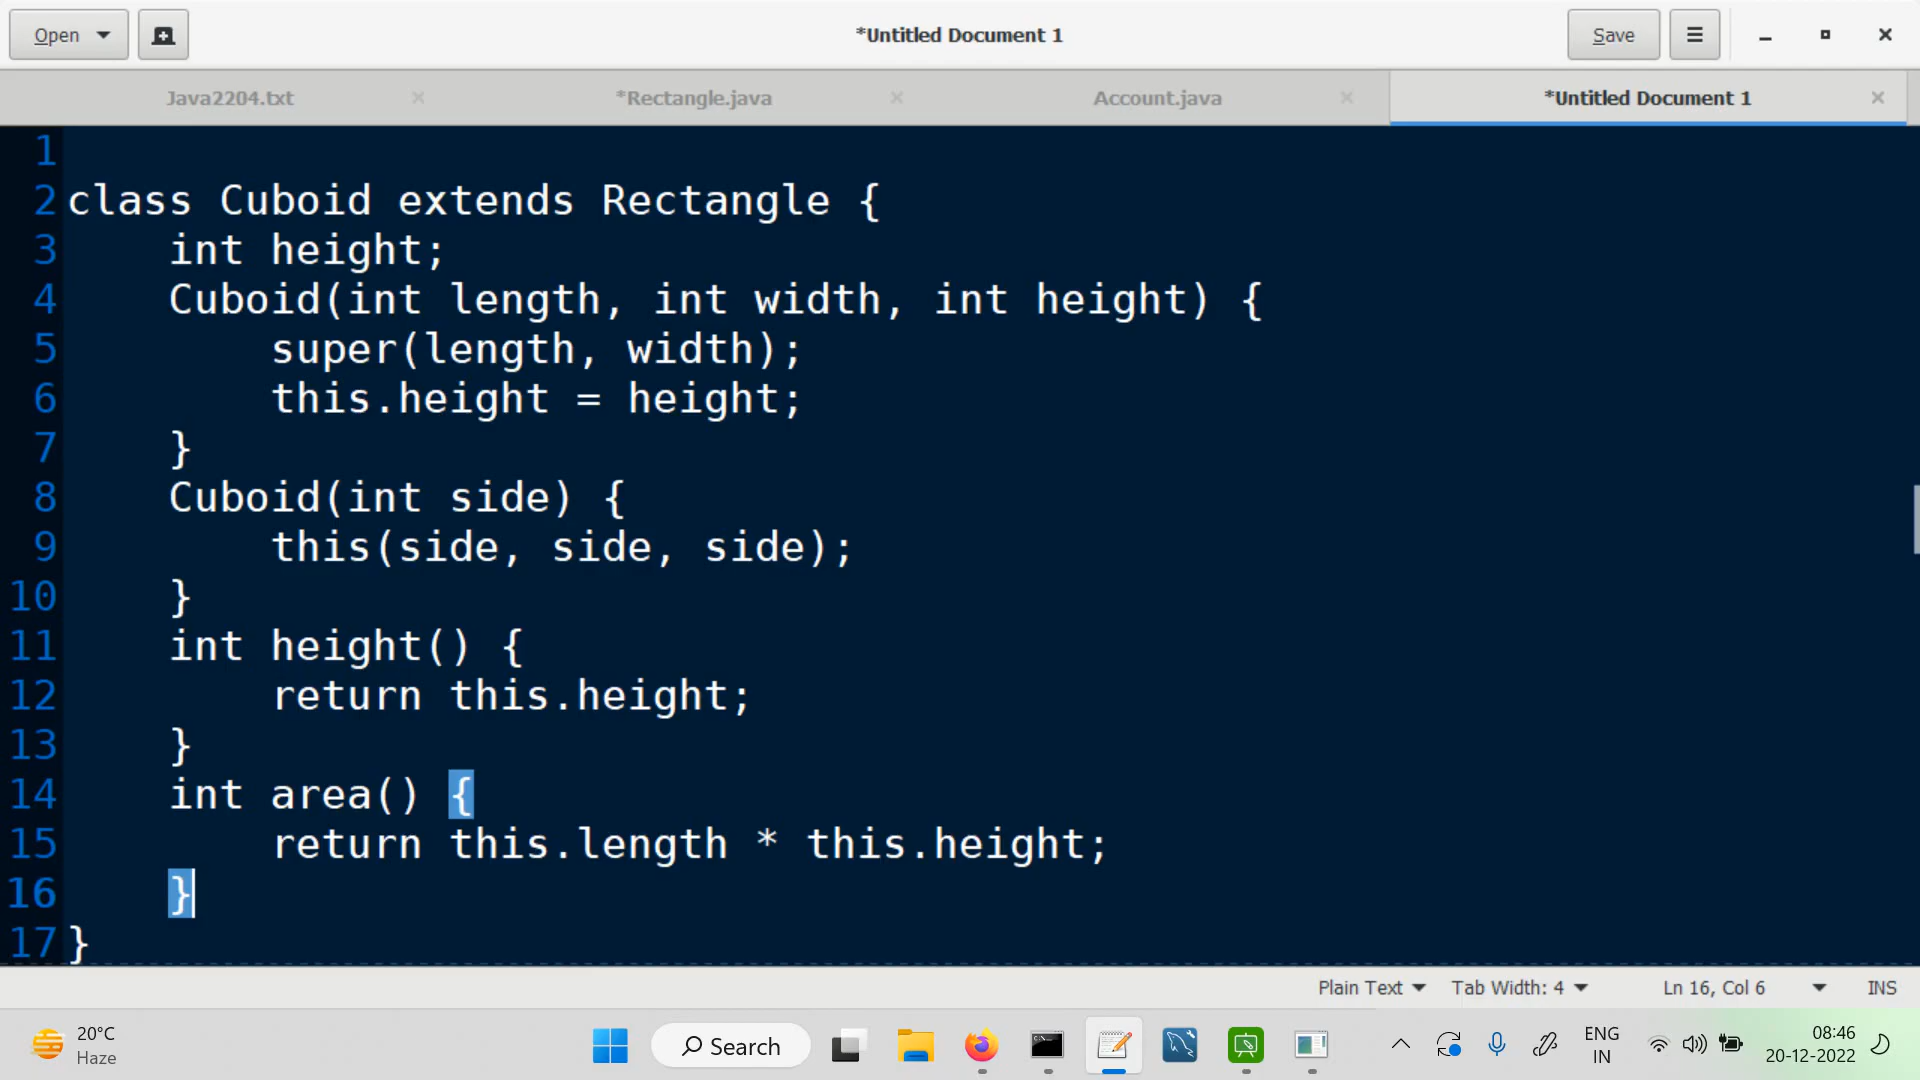 Open
*Untitled Document 1
Save
Java2204.txt
*Rectangle.java
Account.java
*Untitled Document 1
1
2 class Cuboid extends Rectangle {
3 int height;
4 Cuboid(int length, int width, int height) {
5 super(length, width);
6 this.height = height;
7 }
8 Cuboid(int side) {
9 this(side, side, side);
10 }
11 int height() {
12 return this.height;
13 }
14 int area() {
15 return this.length * this.height;
16 }
17 }
Plain Text
Tab Width: 4
Ln 16, Col 6
INS
20°C
Haze
Search
ENG
IN
08:46
20-12-2022